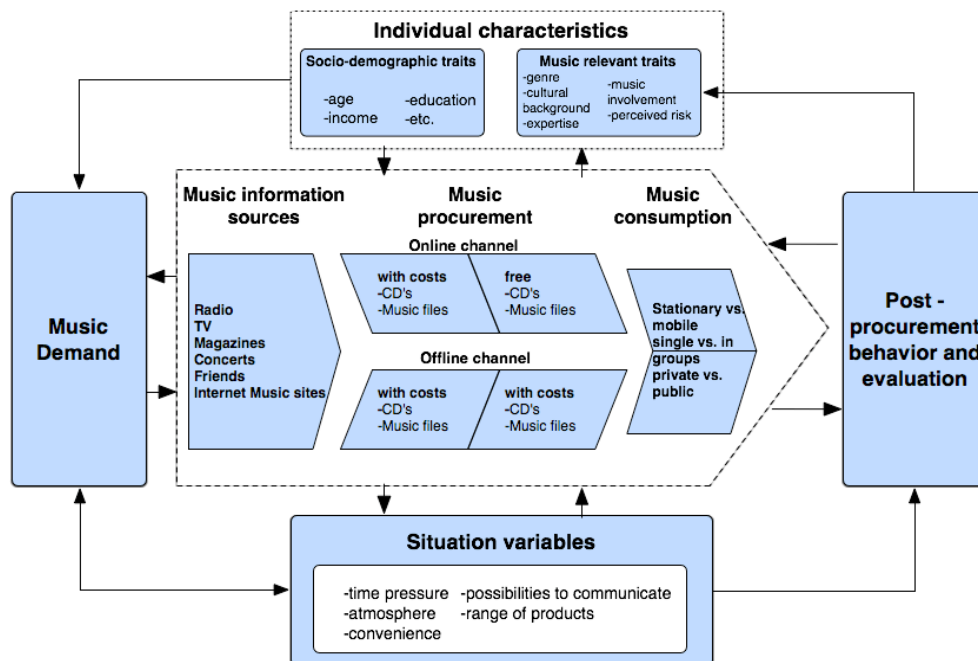 Individual characteristics
Socio-demographic traits
-age
-income
-education
-etc.
Music relevant traits
-genre
-cultural
background
-expertise
-music
involvement
-perceived risk
Music
Demand
Music information
sources
Radio
TV
Magazines
Concerts
Friends
Internet Music sites
Music
procurement
Online channel
with costs
-CD's
-Music files
free
-CD's
-Music files
Offline channel
with costs
-CD's
-Music files
with costs
-CD's
-Music files
Music
consumption
Stationary vs.
mobile
single vs. in
groups
private vs.
public
Post -
procurement
behavior and
evaluation
Situation variables
-time pressure
-atmosphere
-convenience
-possibilities to communicate
-range of products